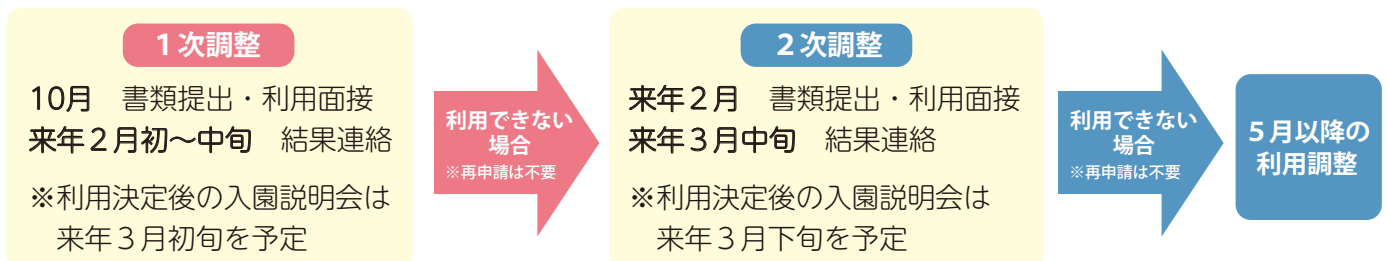 １次調整
10月　書類提出・利用面接
来年２月初～中旬　結果連絡
※利用決定後の入園説明会は
来年３月初旬を予定
利用できない
場合
※再申請は不要
２次調整
来年２月　書類提出・利用面接
来年３月中旬　結果連絡
※利用決定後の入園説明会は
来年３月下旬を予定
利用できない
場合
※再申請は不要
５月以降の
利用調整